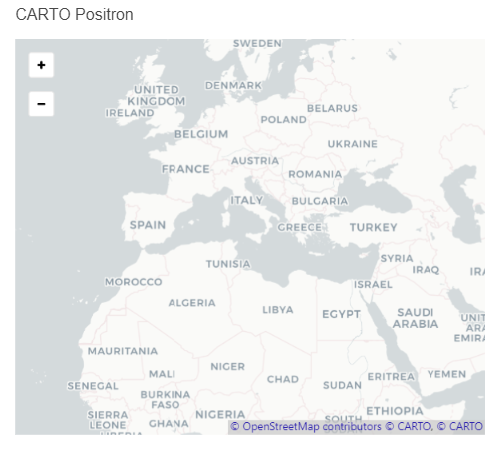 CARTO Positron
+
−
SWEDEN
DENMARK
UNITED
KINGDOM
IRELAND
BELARUS
POLAND
BELGIUM
UKRAINE
AUSTRIA
FRANCE
ROMANIA
ITALY
BULGARIA
SPAIN
GREECE
TURKEY
TUNISIA
SYRIA
IRAQ
IRA
MOROCCO
ISRAEL
ALGERIA
LIBYA
EGYPT
SAUDI
ARABIA
UNIT
ARA
EMIRA
MAURITANIA
MALI
NIGER
CHAD
SUDAN
ERITREA
YEMEN
SENEGAL
BURKINA
FASO
SIERRA
LEONE
GHANA
NIGERIA
SOUTH
ETHIOPIA
LIBERIA
© OpenStreetMap contributors © CARTO, © CARTO